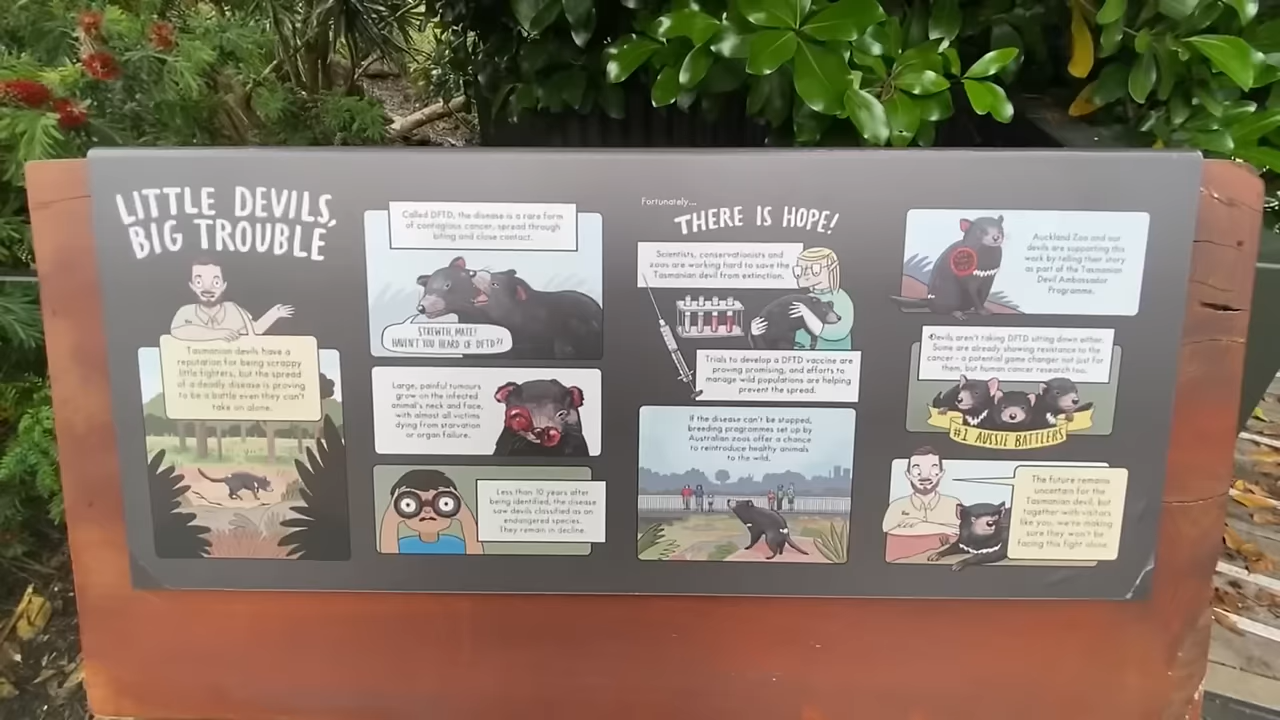 LITTLE DEVILS,
BIG TROUBLE
Tasmanian devils have a
reputation for being scrappy
little fighters, but the spread
of a deadly disease is proving
to be a battle even they can't
take on alone.
Called DFTD, the disease is a rare form
of contagious cancer, spread through
biting and close contact.
STREWTH, MATE!
HAVEN'T YOU HEARD OF DFTD?!
Large, painful tumours
grow on the infected
animal's neck and face,
with almost all victims
dying from starvation
or organ failure.
Less than 10 years after
being identified, the disease
saw devils classified as an
endangered species.
They remain in decline.
Fortunately...
THERE IS HOPE!
Scientists, conservationists and
zoos are working hard to save the
Tasmanian devil from extinction.
Trials to develop a DFTD vaccine are
proving promising, and efforts to
manage wild populations are helping
prevent the spread.
If the disease can't be stopped,
breeding programmes set up by
Australian zoos offer a chance
to reintroduce healthy animals
to the wild.
Auckland Zoo and our
devils are supporting this
work by telling their story
as part of the Tasmanian
Devil Ambassador
Programme.
Devils aren't taking DFTD sitting down either.
Some are already showing resistance to the
cancer - a potential game changer not just for
them, but human cancer research too.
#1 AUSSIE BATTLERS
The future remains
uncertain for the
Tasmanian devil, but
together with visitors
like you, we're making
sure they won't be
facing this fight alone.